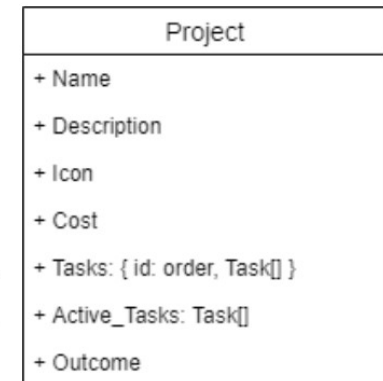 Project
+ Name
+ Description
+ Icon
+ Cost
+ Tasks: { id: order, Task[] }
+ Active_Tasks: Task[]
+ Outcome